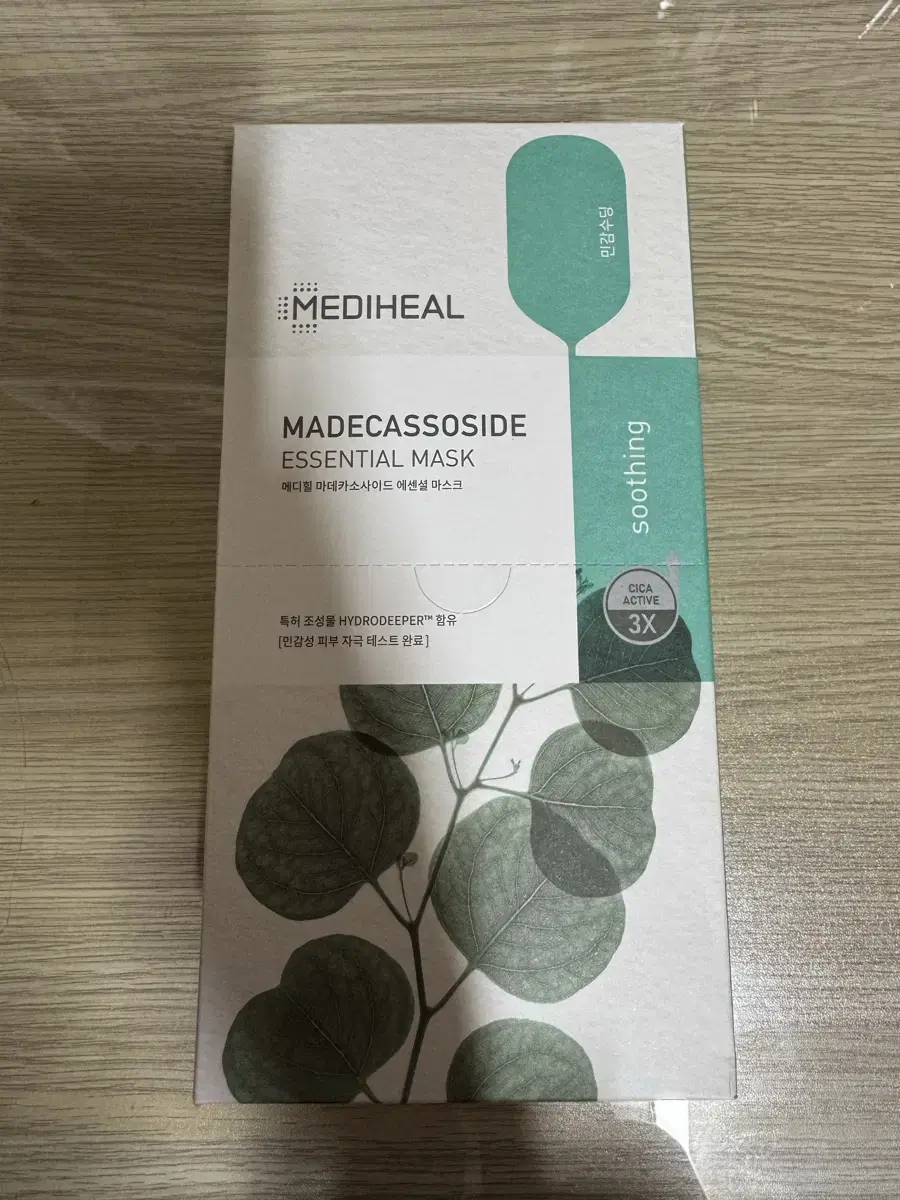 민감수딩
MEDIHEAL
MADECASSOSIDE
ESSENTIAL MASK
메디힐 마데카소사이드 에센셜 마스크
soothing
CICA
ACTIVE
3X
특허 조성물 HYDRODEEPER™ 함유
[민감성 피부 자극 테스트 완료]